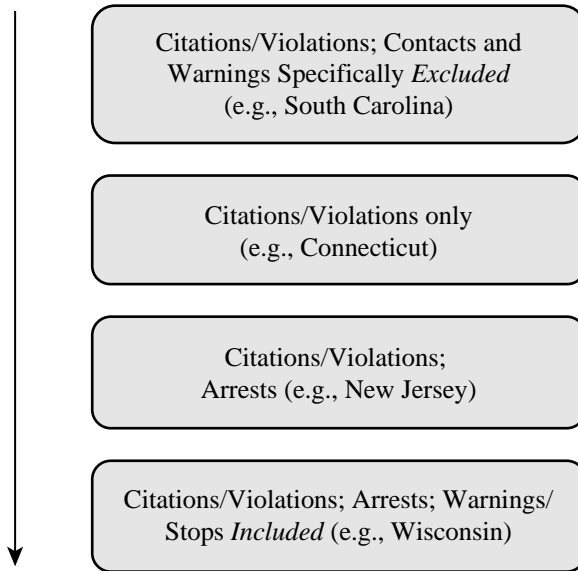 Citations/Violations; Contacts and
Warnings Specifically Excluded
(e.g., South Carolina)
Citations/Violations only
(e.g., Connecticut)
Citations/Violations;
Arrests (e.g., New Jersey)
Citations/Violations; Arrests; Warnings/
Stops Included (e.g., Wisconsin)